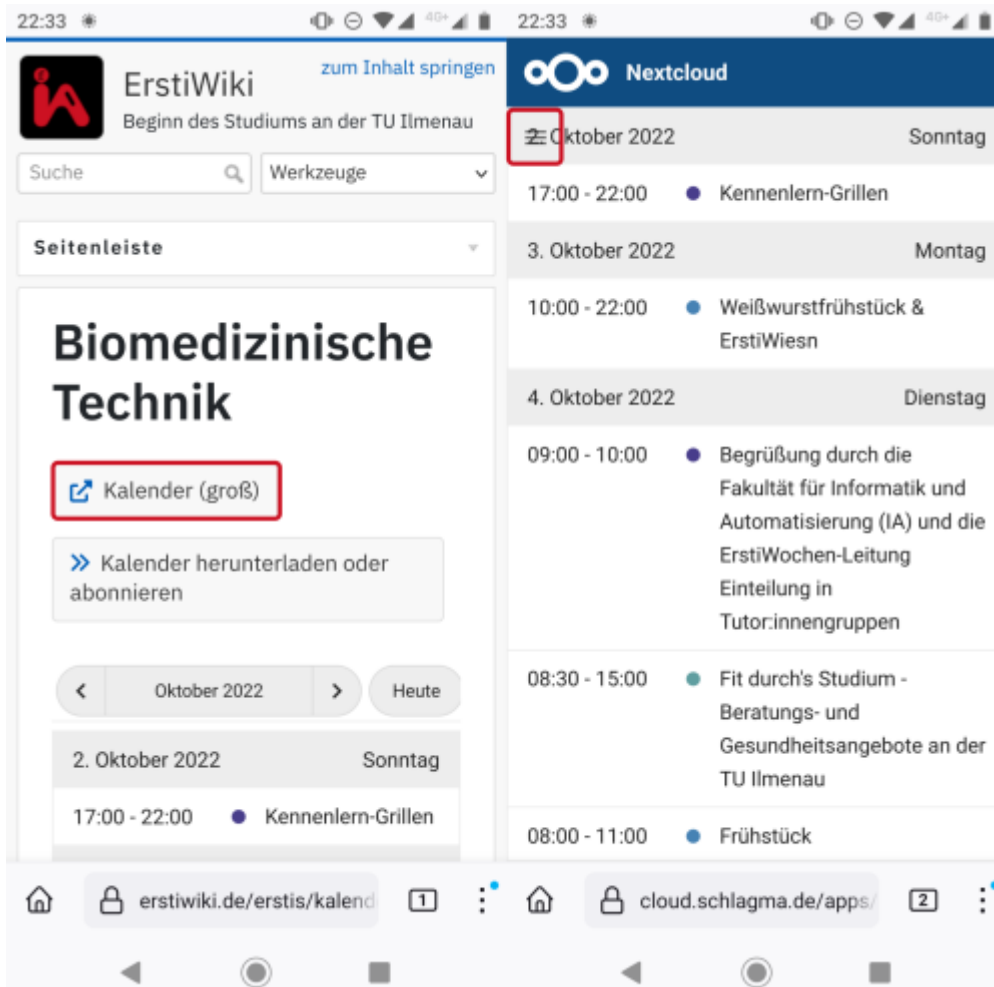 22:33
4G+
zum Inhalt springen
ErstiWiki
Beginn des Studiums an der TU Ilmenau
Suche
Werkzeuge
Seitenleiste
Biomedizinische
Technik
Kalender (groß)
Kalender herunterladen oder
abonnieren
Oktober 2022
Heute
2. Oktober 2022 Sonntag
17:00 - 22:00 Kennenlern-Grillen
erstiwiki.de/erstis/kalend
1
22:33
4G+
Nextcloud
2. Oktober 2022 Sonntag
17:00 - 22:00 Kennenlern-Grillen
3. Oktober 2022 Montag
10:00 - 22:00 Weißwurstfrühstück &
ErstiWiesn
4. Oktober 2022 Dienstag
09:00 - 10:00 Begrüßung durch die
Fakultät für Informatik und
Automatisierung (IA) und die
ErstiWochen-Leitung
Einteilung in
Tutor:innengruppen
08:30 - 15:00 Fit durch's Studium -
Beratungs- und
Gesundheitsangebote an der
TU Ilmenau
08:00 - 11:00 Frühstück
cloud.schlagma.de/apps/
2